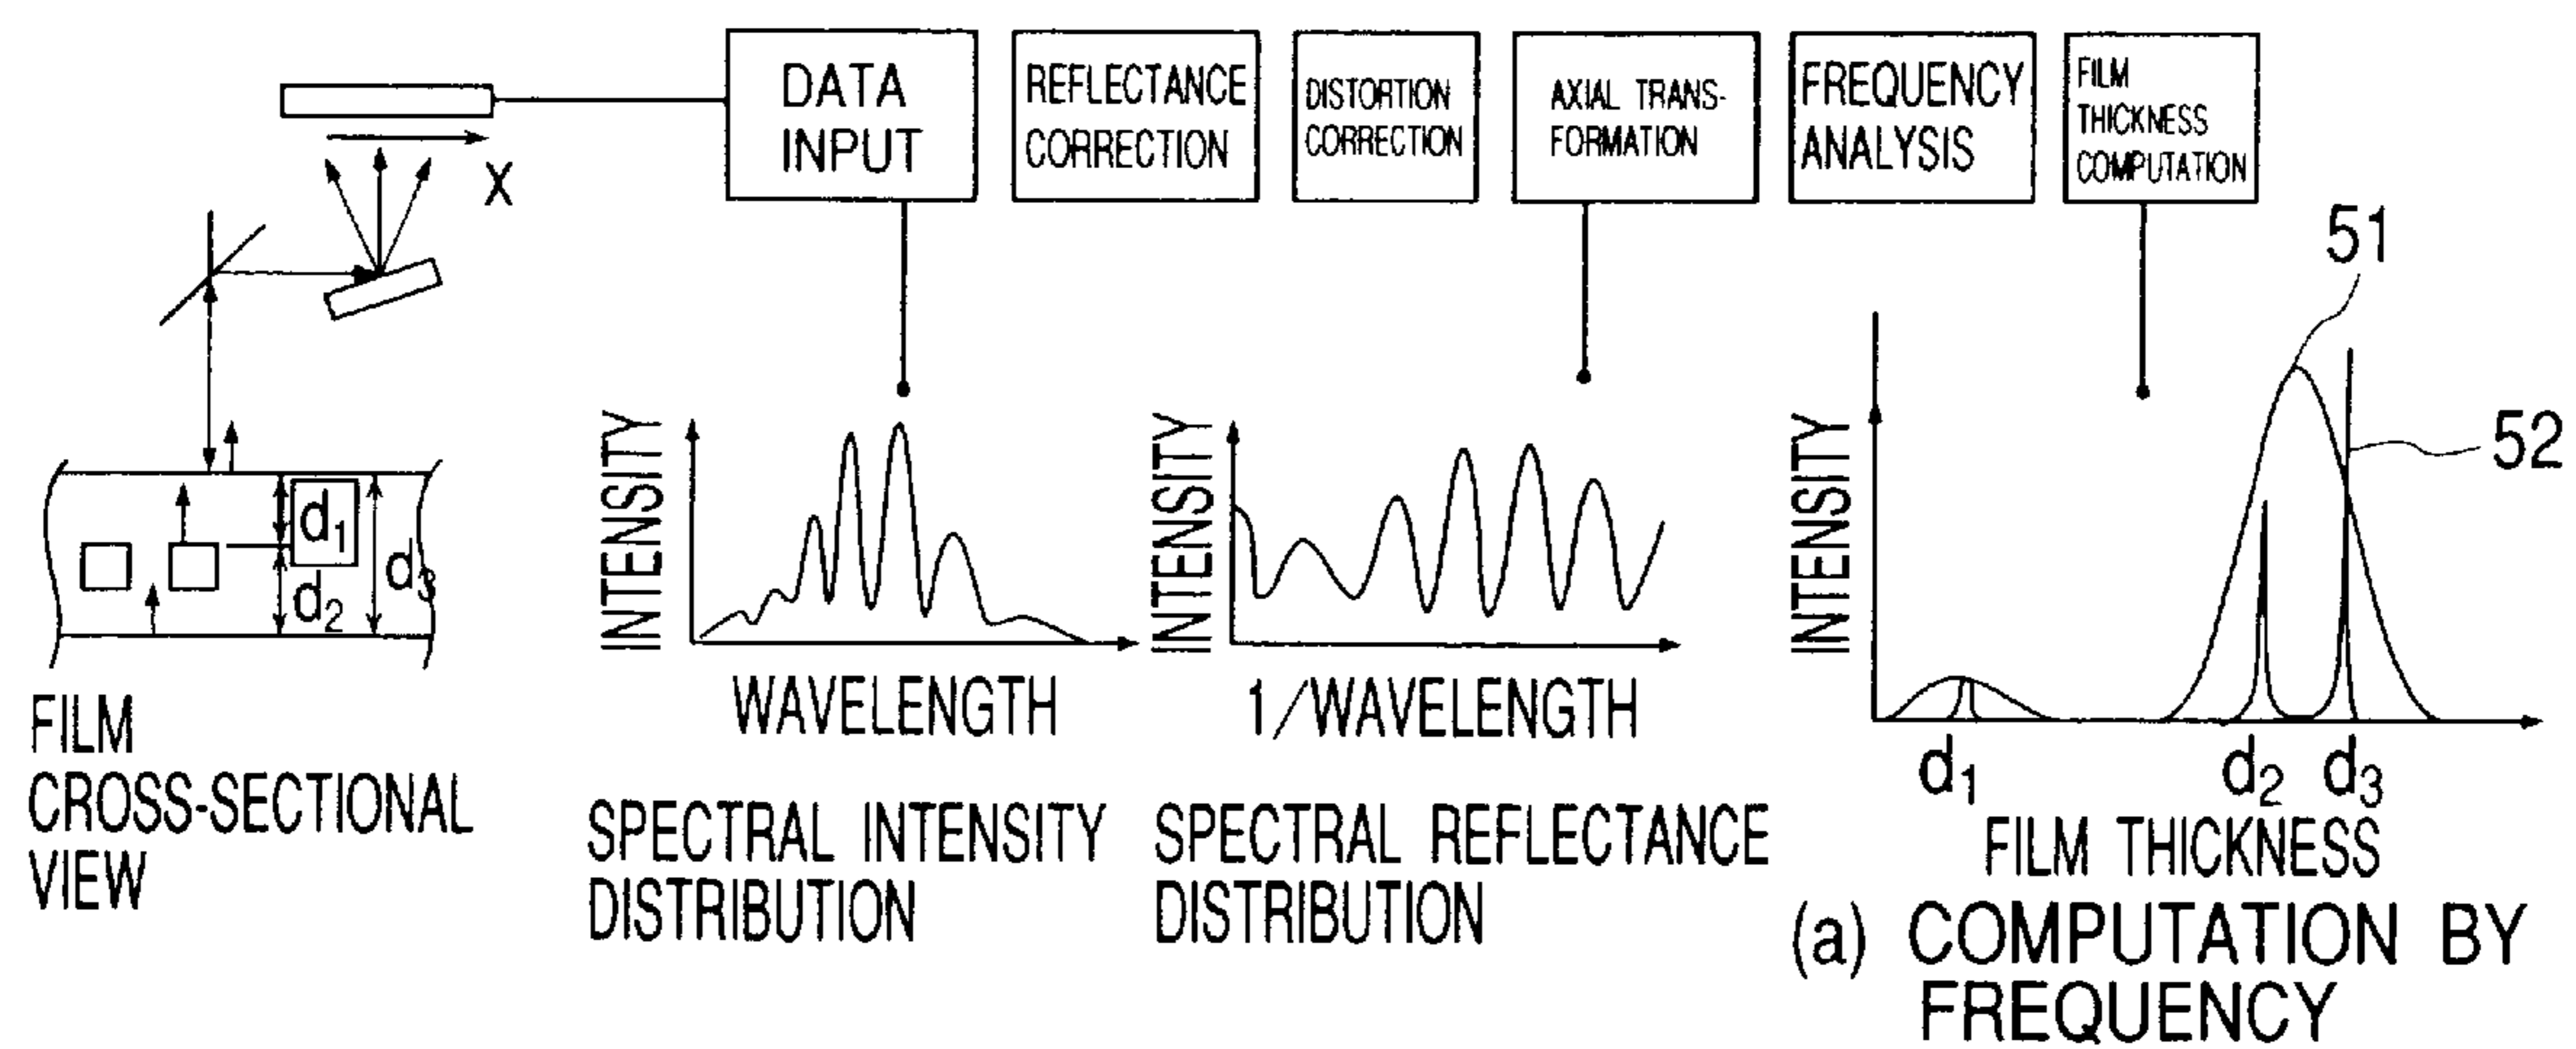 DATA
INPUT
REFLECTANCE
CORRECTION
DISTORTION
CORRECTION
AXIAL TRANS-
FORMATION
FREQUENCY
ANALYSIS
FILM
THICKNESS
COMPUTATION
X
51
52
d1
d2
d3
FILM
CROSS-SECTIONAL
VIEW
INTENSITY
WAVELENGTH
SPECTRAL INTENSITY
DISTRIBUTION
INTENSITY
1/WAVELENGTH
SPECTRAL REFLECTANCE
DISTRIBUTION
INTENSITY
d1 d2 d3
FILM THICKNESS
(a) COMPUTATION BY
FREQUENCY